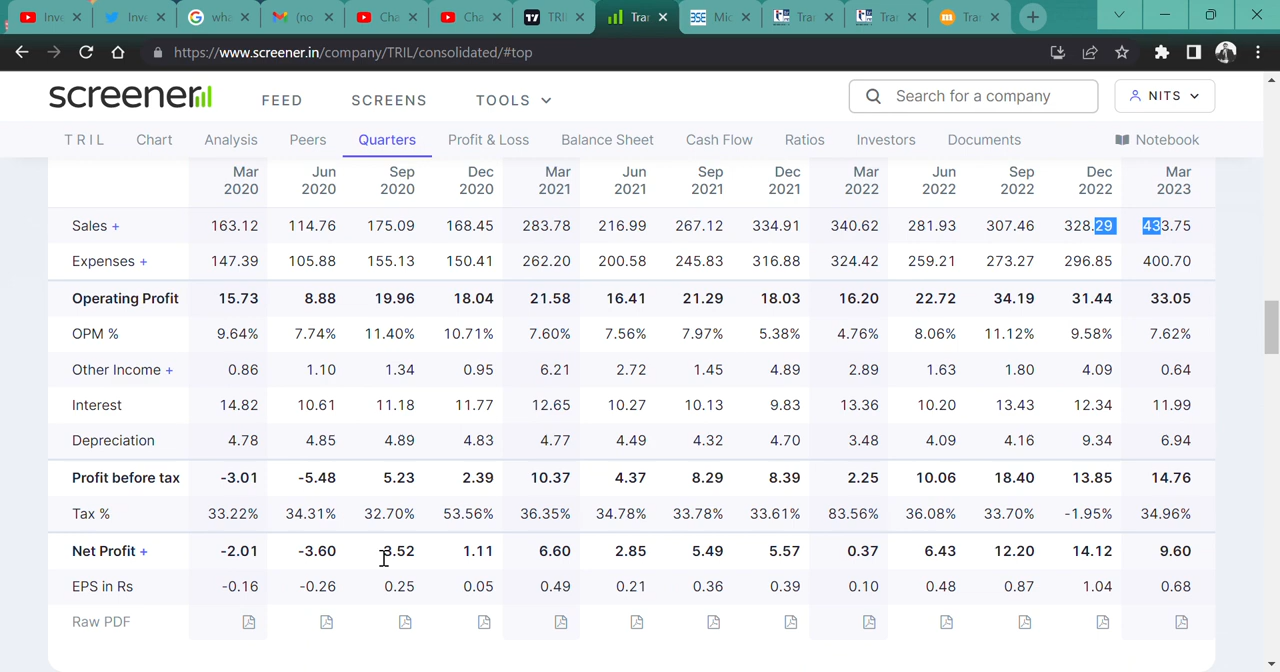 Inve
Inve
wha
(no
Cha
Cha
TRIL
Trar
Mic
Trar
Trar
Trar
https://www.screener.in/company/TRIL/consolidated/#top
screener
FEED
SCREENS
TOOLS
Search for a company
NITS
T R I L Chart Analysis Peers Quarters Profit & Loss Balance Sheet Cash Flow Ratios Investors Documents Notebook
Mar Jun Sep Dec Mar Jun Sep Dec Mar Jun Sep Dec Mar
2020 2020 2020 2020 2021 2021 2021 2021 2022 2022 2022 2022 2023
Sales + 163.12 114.76 175.09 168.45 283.78 216.99 267.12 334.91 340.62 281.93 307.46 328.29 433.75
Expenses + 147.39 105.88 155.13 150.41 262.20 200.58 245.83 316.88 324.42 259.21 273.27 296.85 400.70
Operating Profit 15.73 8.88 19.96 18.04 21.58 16.41 21.29 18.03 16.20 22.72 34.19 31.44 33.05
OPM % 9.64% 7.74% 11.40% 10.71% 7.60% 7.56% 7.97% 5.38% 4.76% 8.06% 11.12% 9.58% 7.62%
Other Income + 0.86 1.10 1.34 0.95 6.21 2.72 1.45 4.89 2.89 1.63 1.80 4.09 0.64
Interest 14.82 10.61 11.18 11.77 12.65 10.27 10.13 9.83 13.36 10.20 13.43 12.34 11.99
Depreciation 4.78 4.85 4.89 4.83 4.77 4.49 4.32 4.70 3.48 4.09 4.16 9.34 6.94
Profit before tax -3.01 -5.48 5.23 2.39 10.37 4.37 8.29 8.39 2.25 10.06 18.40 13.85 14.76
Tax % 33.22% 34.31% 32.70% 53.56% 36.35% 34.78% 33.78% 33.61% 83.56% 36.08% 33.70% -1.95% 34.96%
Net Profit + -2.01 -3.60 3.52 1.11 6.60 2.85 5.49 5.57 0.37 6.43 12.20 14.12 9.60
EPS in Rs -0.16 -0.26 0.25 0.05 0.49 0.21 0.36 0.39 0.10 0.48 0.87 1.04 0.68
Raw PDF